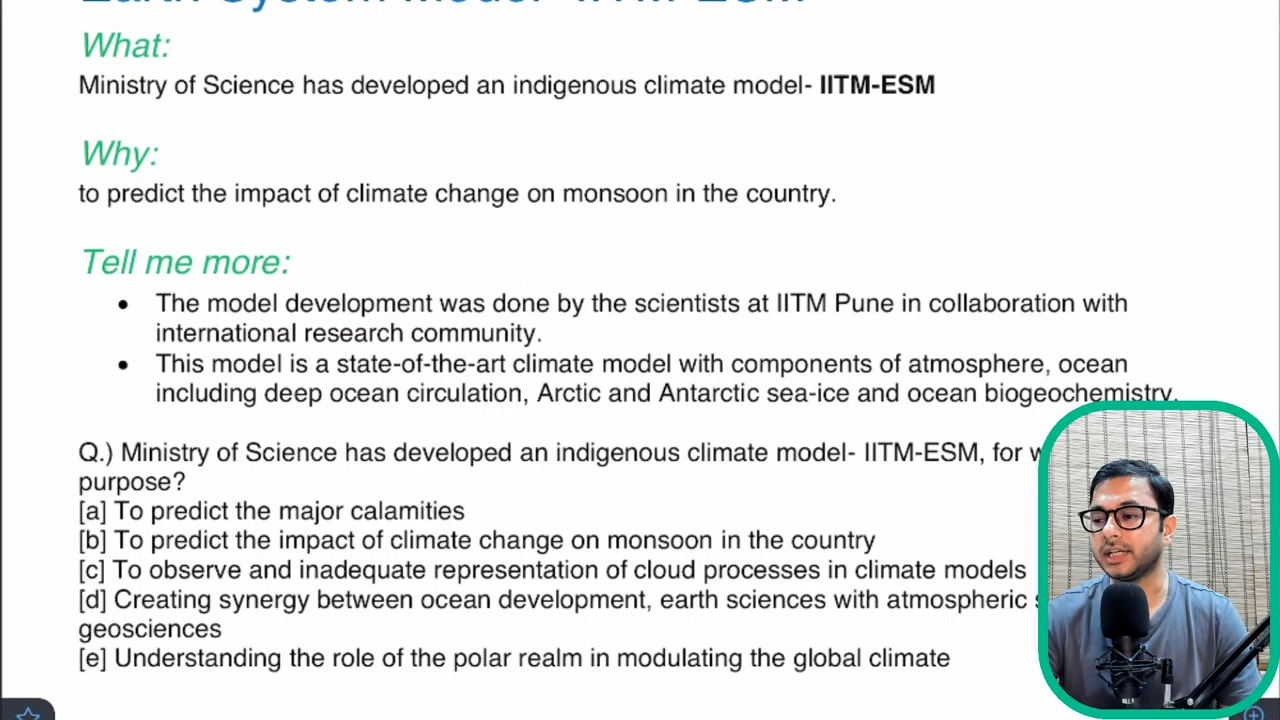 Earth System Model- IITM-ESM
What:
Ministry of Science has developed an indigenous climate model- IITM-ESM
Why:
to predict the impact of climate change on monsoon in the country.
Tell me more:
• The model development was done by the scientists at IITM Pune in collaboration with
international research community.
• This model is a state-of-the-art climate model with components of atmosphere, ocean
including deep ocean circulation, Arctic and Antarctic sea-ice and ocean biogeochemistry.
Q.) Ministry of Science has developed an indigenous climate model- IITM-ESM, for
purpose?
[a] To predict the major calamities
[b] To predict the impact of climate change on monsoon in the country
[c] To observe and inadequate representation of cloud processes in climate models
[d] Creating synergy between ocean development, earth sciences with atmospheric
geosciences
[e] Understanding the role of the polar realm in modulating the global climate